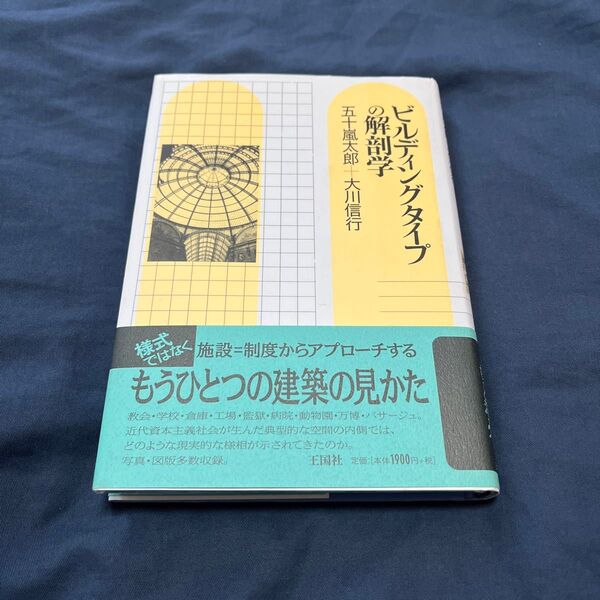 ビルディングタイプ
の解剖学
五十嵐太郎+大川信行
様式
ではなく
施設=制度からアプローチする
もうひとつの建築の見かた
教会・学校・倉庫・工場・監獄・病院・動物園・万博・パサージュ。
近代資本主義社会が生んだ典型的な空間の内側では、
どのような現実的な様相が示されてきたのか。
写真・図版多数収録。
王国社 定価:[本体1900円+税]